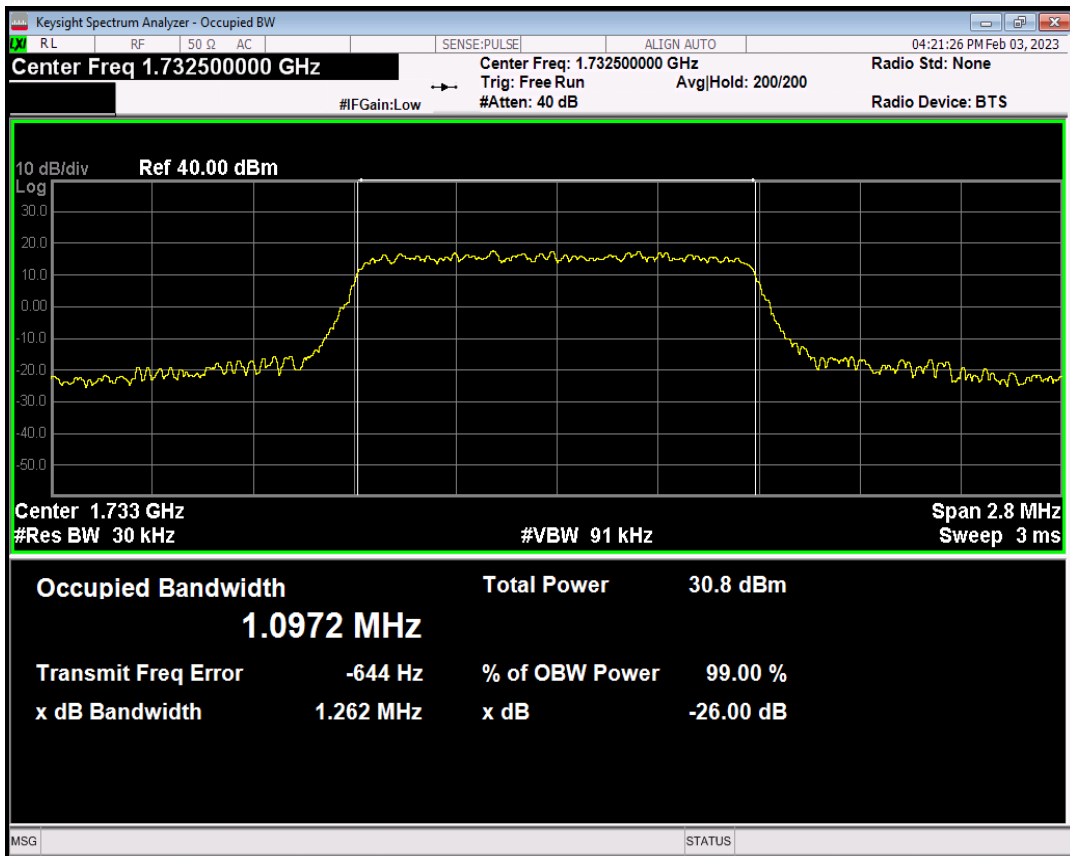 Keysight Spectrum Analyzer - Occupied BW
LXI RL RF 50 Ω AC SENSE:PULSE ALIGN AUTO 04:21:26 PM Feb 03, 2023
Center Freq 1.732500000 GHz Center Freq: 1.732500000 GHz Radio Std: None
Trig: Free Run Avg|Hold: 200/200
#IFGain:Low #Atten: 40 dB Radio Device: BTS
10 dB/div Ref 40.00 dBm
Log
30.0
20.0
10.0
0.00
-10.0
-20.0
-30.0
-40.0
-50.0
Center 1.733 GHz Span 2.8 MHz
#Res BW 30 kHz #VBW 91 kHz Sweep 3 ms
Occupied Bandwidth Total Power 30.8 dBm
1.0972 MHz
Transmit Freq Error -644 Hz % of OBW Power 99.00 %
x dB Bandwidth 1.262 MHz x dB -26.00 dB
MSG STATUS